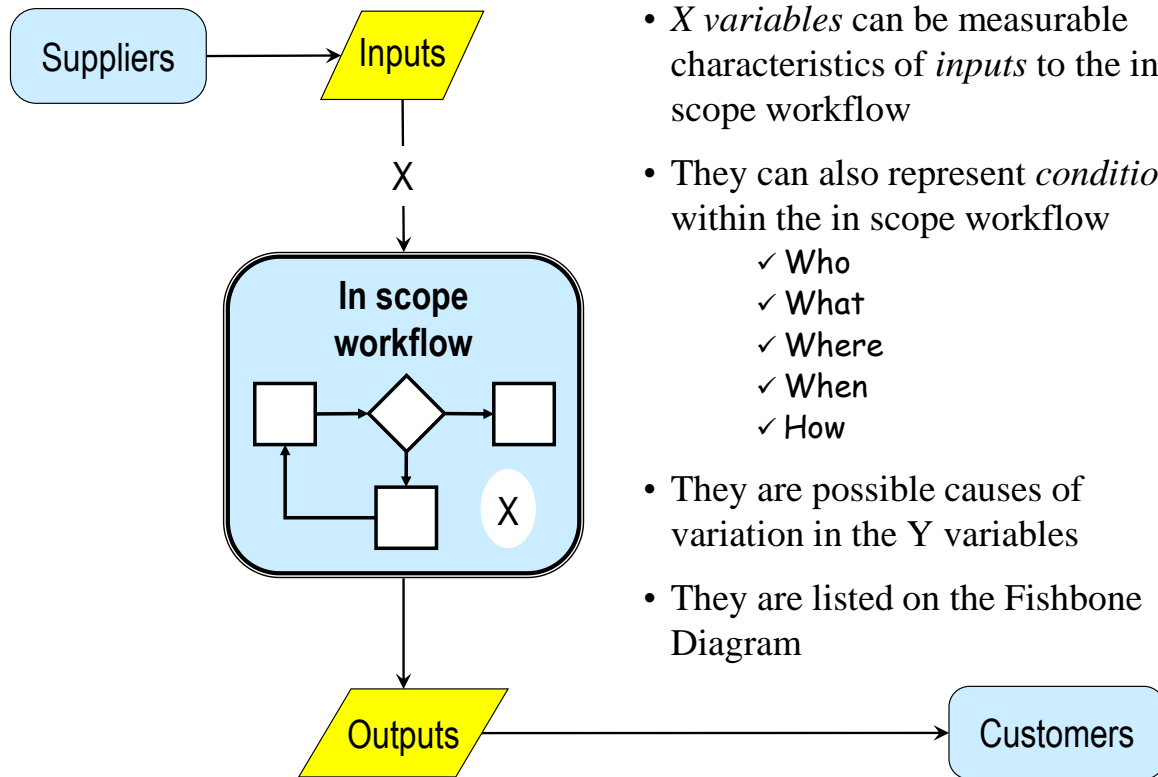 Suppliers
Inputs
X
In scope
workflow
X
Outputs
Customers
• X variables can be measurable
characteristics of inputs to the in
scope workflow
• They can also represent conditio
within the in scope workflow
✓ Who
✓ What
✓ Where
✓ When
✓ How
• They are possible causes of
variation in the Y variables
• They are listed on the Fishbone
Diagram